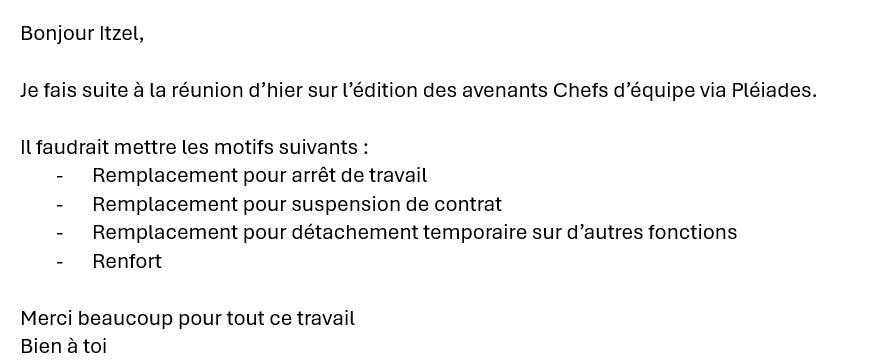 Bonjour Itzel,
Je fais suite à la réunion d’hier sur l’édition des avenants Chefs d’équipe via Pléiades.
Il faudrait mettre les motifs suivants :
- Remplacement pour arrêt de travail
- Remplacement pour suspension de contrat
- Remplacement pour détachement temporaire sur d’autres fonctions
- Renfort
Merci beaucoup pour tout ce travail
Bien à toi